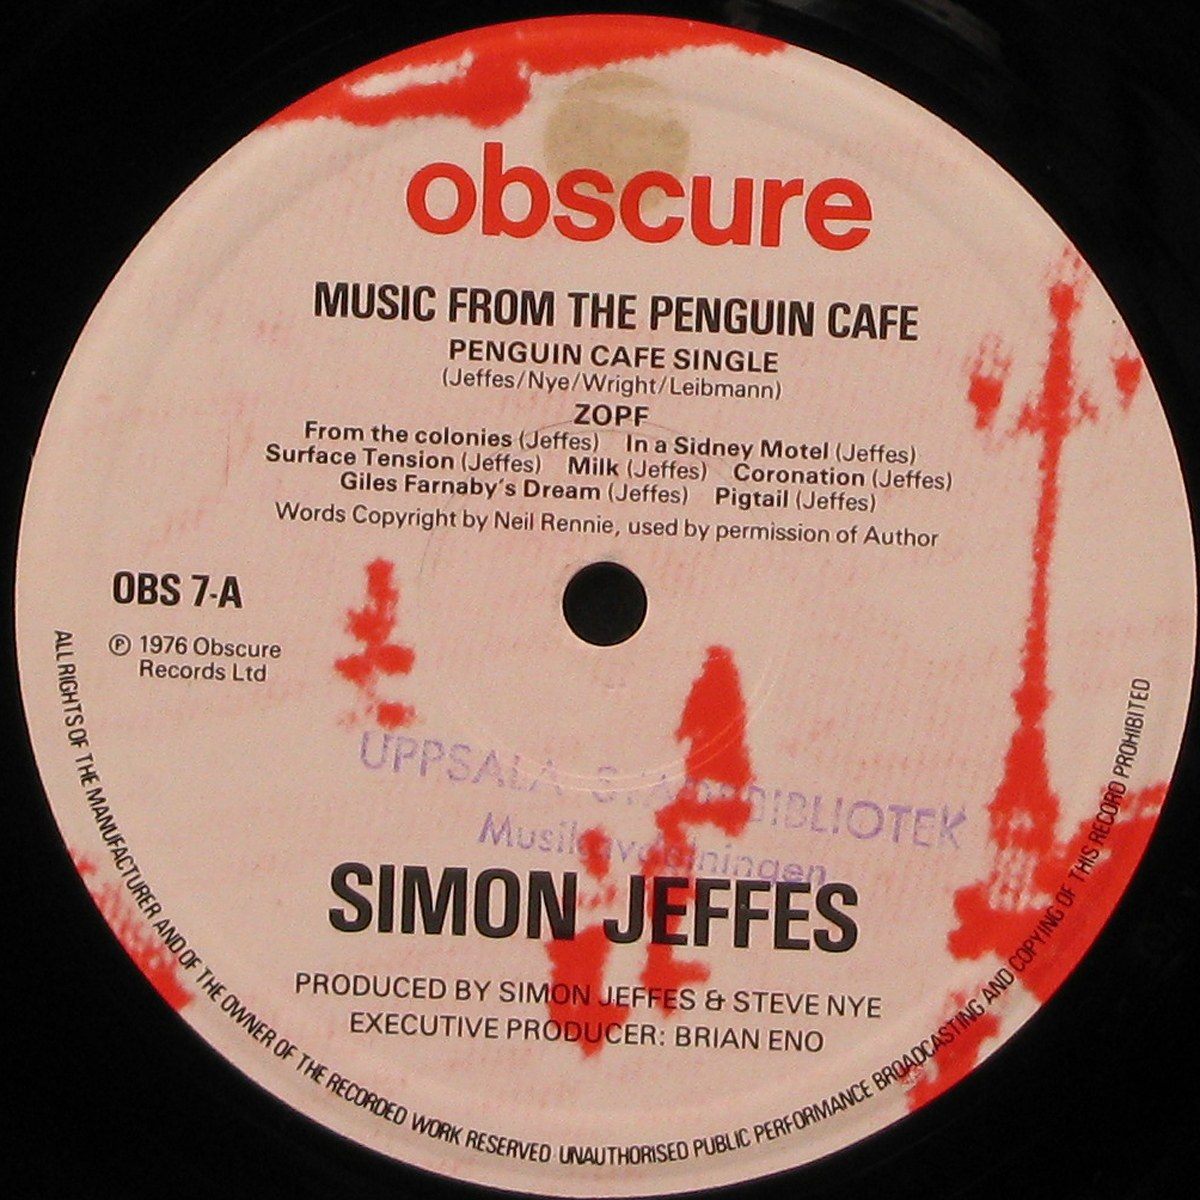 obscure
MUSIC FROM THE PENGUIN CAFE
PENGUIN CAFE SINGLE
(Jeffes/Nye/Wright/Leibmann)
ZOPF
From the colonies (Jeffes) In a Sidney Motel (Jeffes)
Surface Tension (Jeffes) Milk (Jeffes) Coronation (Jeffes)
Giles Farnaby's Dream (Jeffes) Pigtail (Jeffes)
Words Copyright by Neil Rennie, used by permission of Author
OBS 7-A
Ⓟ 1976 Obscure
Records Ltd
UPPSALA STADSBIBLIOTEK
Musikavdelningen
SIMON JEFFES
PRODUCED BY SIMON JEFFES & STEVE NYE
EXECUTIVE PRODUCER: BRIAN ENO
ALL RIGHTS OF THE MANUFACTURER AND OF THE OWNER OF THE RECORDED WORK RESERVED UNAUTHORISED PUBLIC PERFORMANCE BROADCASTING AND COPYING OF THIS RECORD PROHIBITED